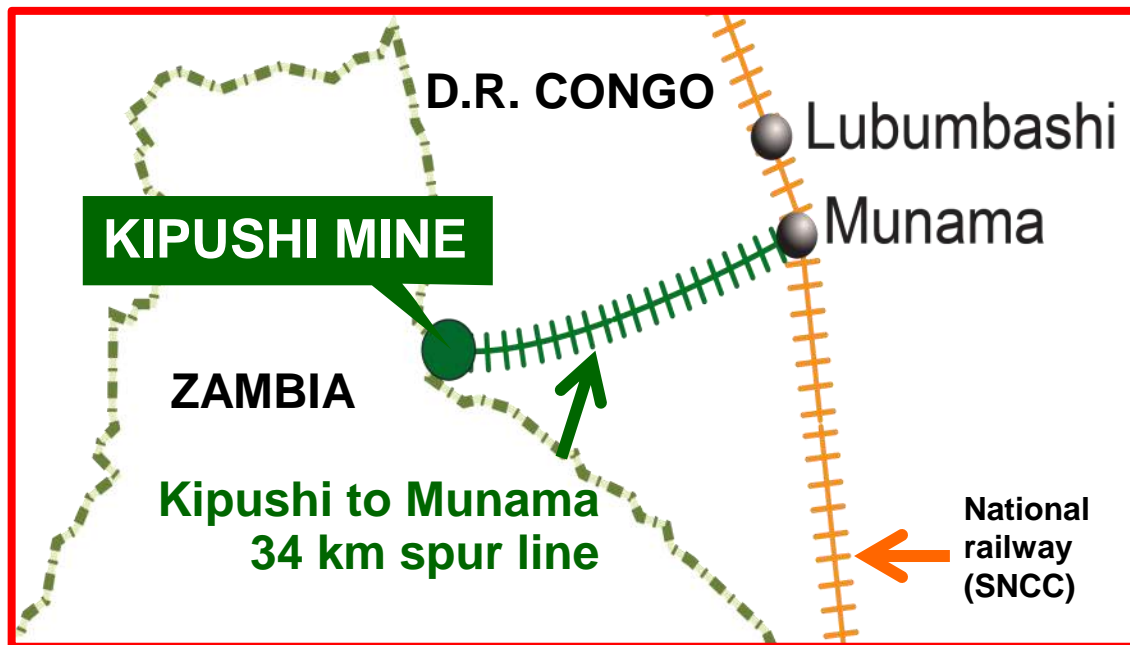 D.R. CONGO
Lubumbashi
Munama
KIPUSHI MINE
ZAMBIA
Kipushi to Munama
34 km spur line
National
railway
(SNCC)